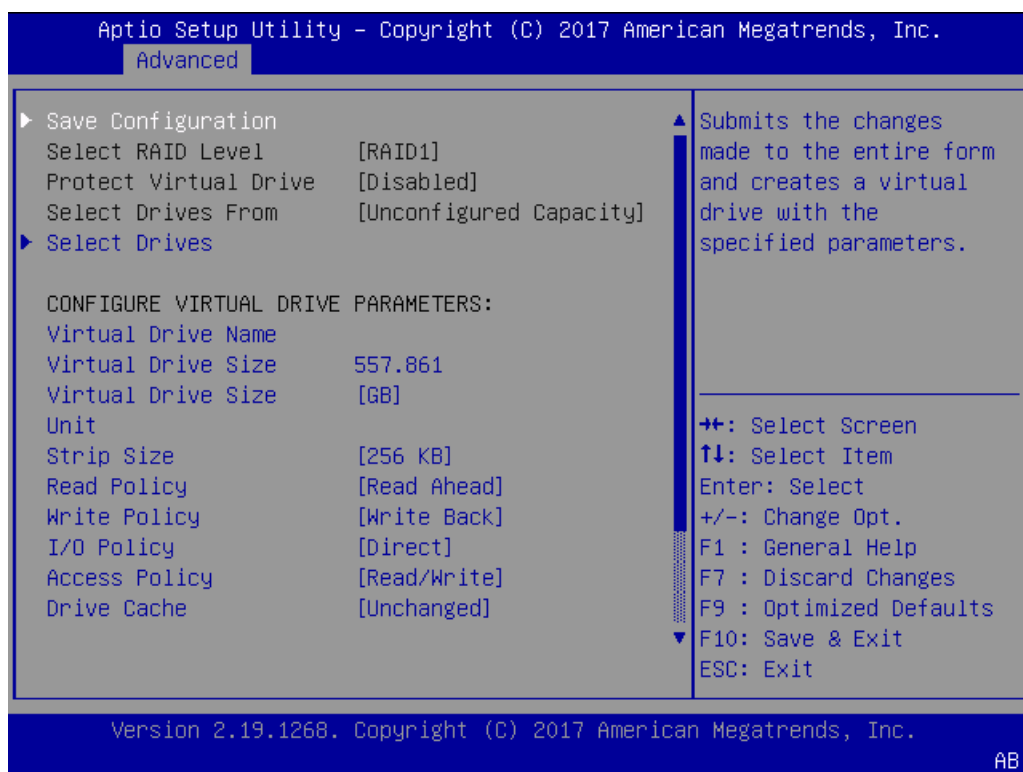 Aptio Setup Utility – Copyright (C) 2017 American Megatrends, Inc.
Advanced
Save Configuration
Select RAID Level [RAID1]
Protect Virtual Drive [Disabled]
Select Drives From [Unconfigured Capacity]
Select Drives
CONFIGURE VIRTUAL DRIVE PARAMETERS:
Virtual Drive Name
Virtual Drive Size 557.861
Virtual Drive Size [GB]
Unit
Strip Size [256 KB]
Read Policy [Read Ahead]
Write Policy [Write Back]
I/O Policy [Direct]
Access Policy [Read/Write]
Drive Cache [Unchanged]
Submits the changes
made to the entire form
and creates a virtual
drive with the
specified parameters.
→←: Select Screen
↑↓: Select Item
Enter: Select
+/-: Change Opt.
F1 : General Help
F7 : Discard Changes
F9 : Optimized Defaults
F10: Save & Exit
ESC: Exit
Version 2.19.1268. Copyright (C) 2017 American Megatrends, Inc.
AB